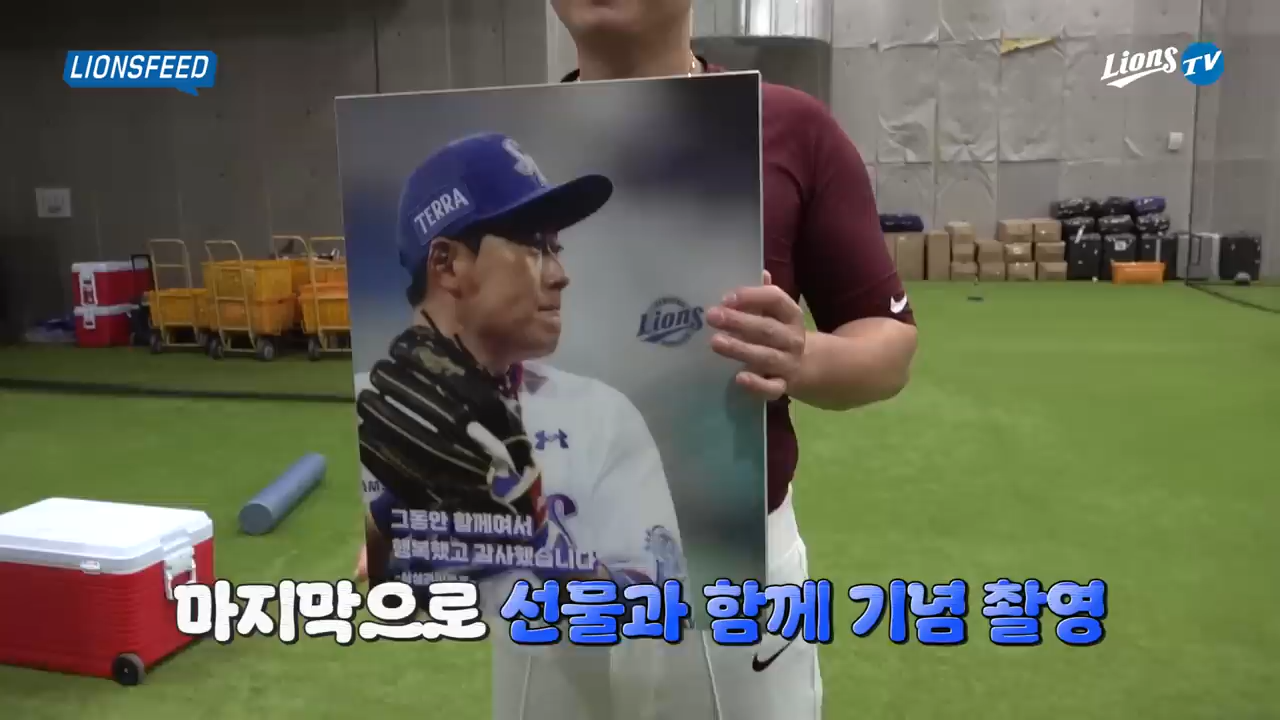 LIONSFEED
Lions TV
TERRA
Lions
그동안 함께여서
행복했고 감사했습니다
마지막으로 선물과 함께 기념 촬영